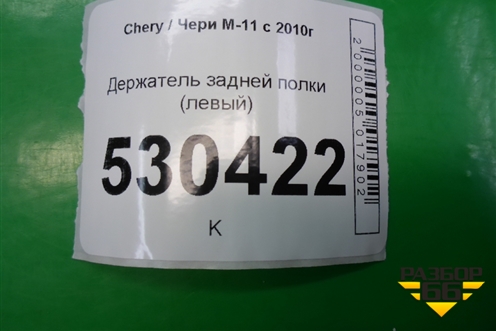 Chery / Чери М-11 с 2010г
Держатель задней полки
(левый)
530422
К
2000005017902
РАЗБОР
66